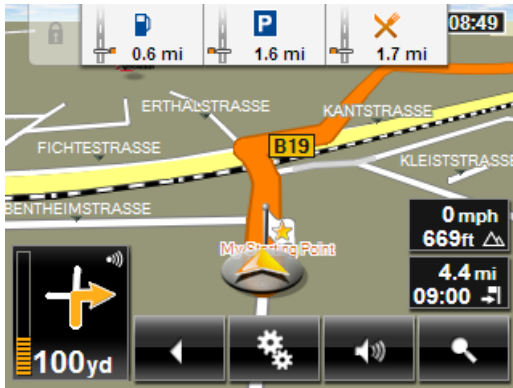 08:49
P
0.6 mi
1.6 mi
1.7 mi
ERTHALSTRASSE
KANTSTRASSE
B19
FICHTESTRASSE
KLEISTSTRASSE
BENTHEIMSTRASSE
0 mph
669ft
My Starting Point
4.4 mi
09:00
100yd